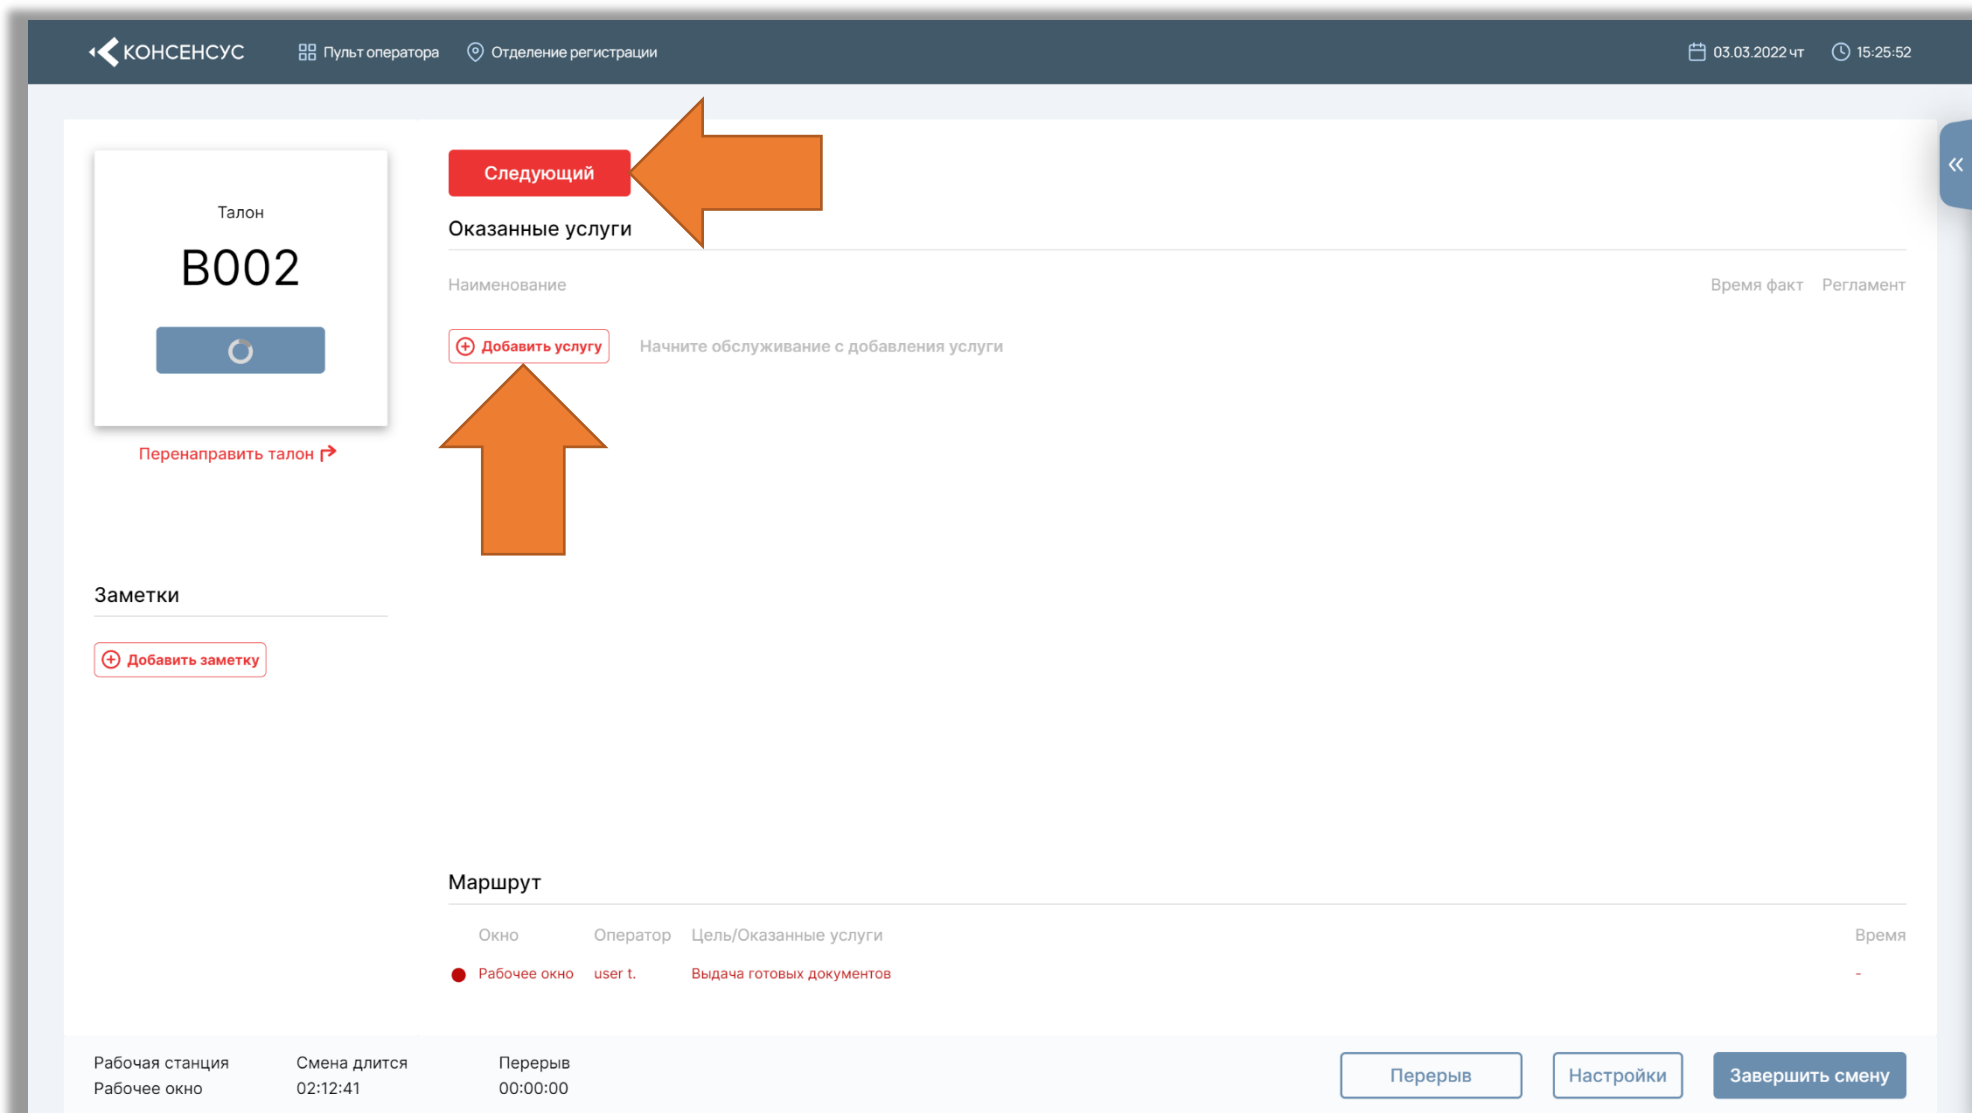 КОНСЕНСУС Пульт оператора Отделение регистрации 03.03.2022 чт 15:25:52
Талон
B002
Перенаправить талон
Заметки
Добавить заметку
Следующий
Оказанные услуги
Наименование Время факт Регламент
Добавить услугу Начните обслуживание с добавления услуги
Маршрут
Окно Оператор Цель/Оказанные услуги Время
Рабочее окно user t. Выдача готовых документов -
Рабочая станция Смена длится Перерыв
Рабочее окно 02:12:41 00:00:00
Перерыв Настройки Завершить смену